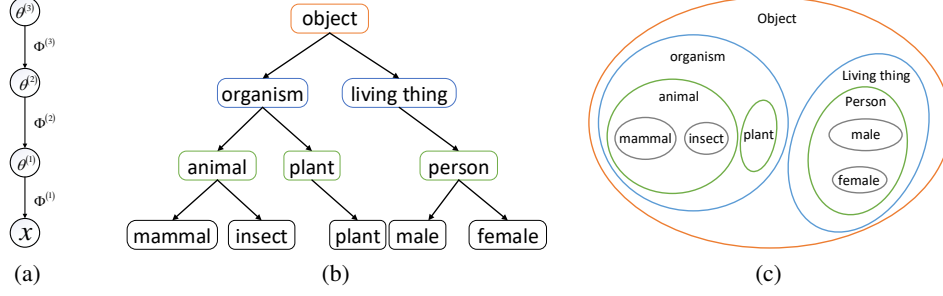 θ⁽³⁾
Φ⁽³⁾
θ⁽²⁾
Φ⁽²⁾
θ⁽¹⁾
Φ⁽¹⁾
x
(a)
object
organism living thing
animal plant person
mammal insect plant male female
(b)
Object
organism
Living thing
animal
Person
mammal insect plant male
female
(c)